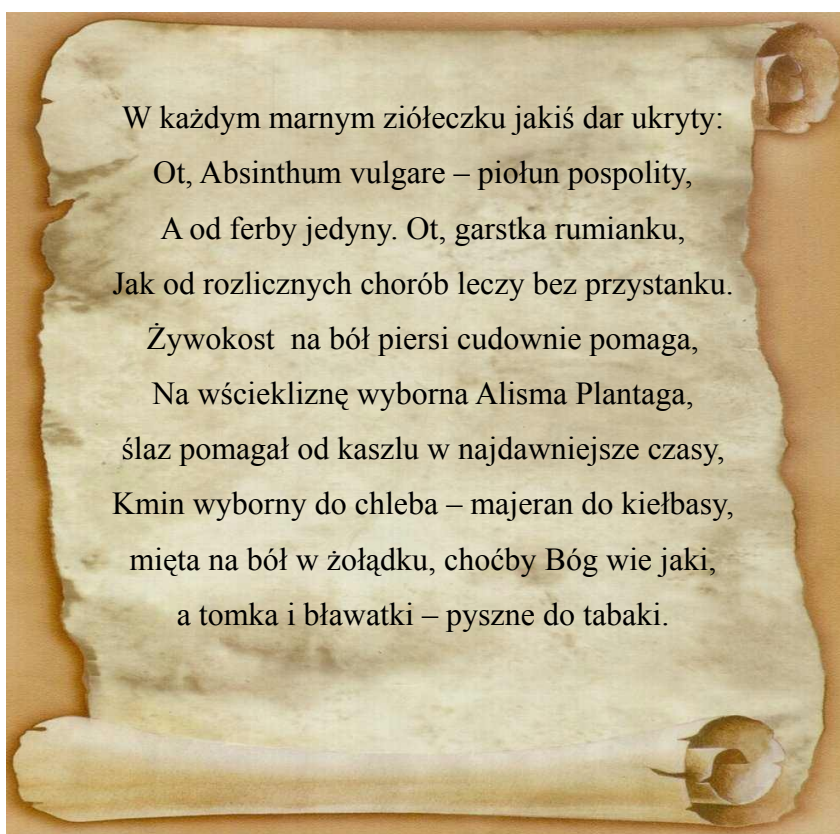 W każdym marnym ziółeczku jakiś dar ukryty:
Ot, Absinthum vulgare – piołun pospolity,
A od ferby jedyny. Ot, garstka rumianku,
Jak od rozlicznych chorób leczy bez przystanku.
Żywokost  na ból piersi cudownie pomaga,
Na wściekliznę wyborna Alisma Plantaga,
ślaz pomagał od kaszlu w najdawniejsze czasy,
Kmin wyborny do chleba – majeran do kiełbasy,
mięta na ból w żołądku, choćby Bóg wie jaki,
a tomka i bławatki – pyszne do tabaki.